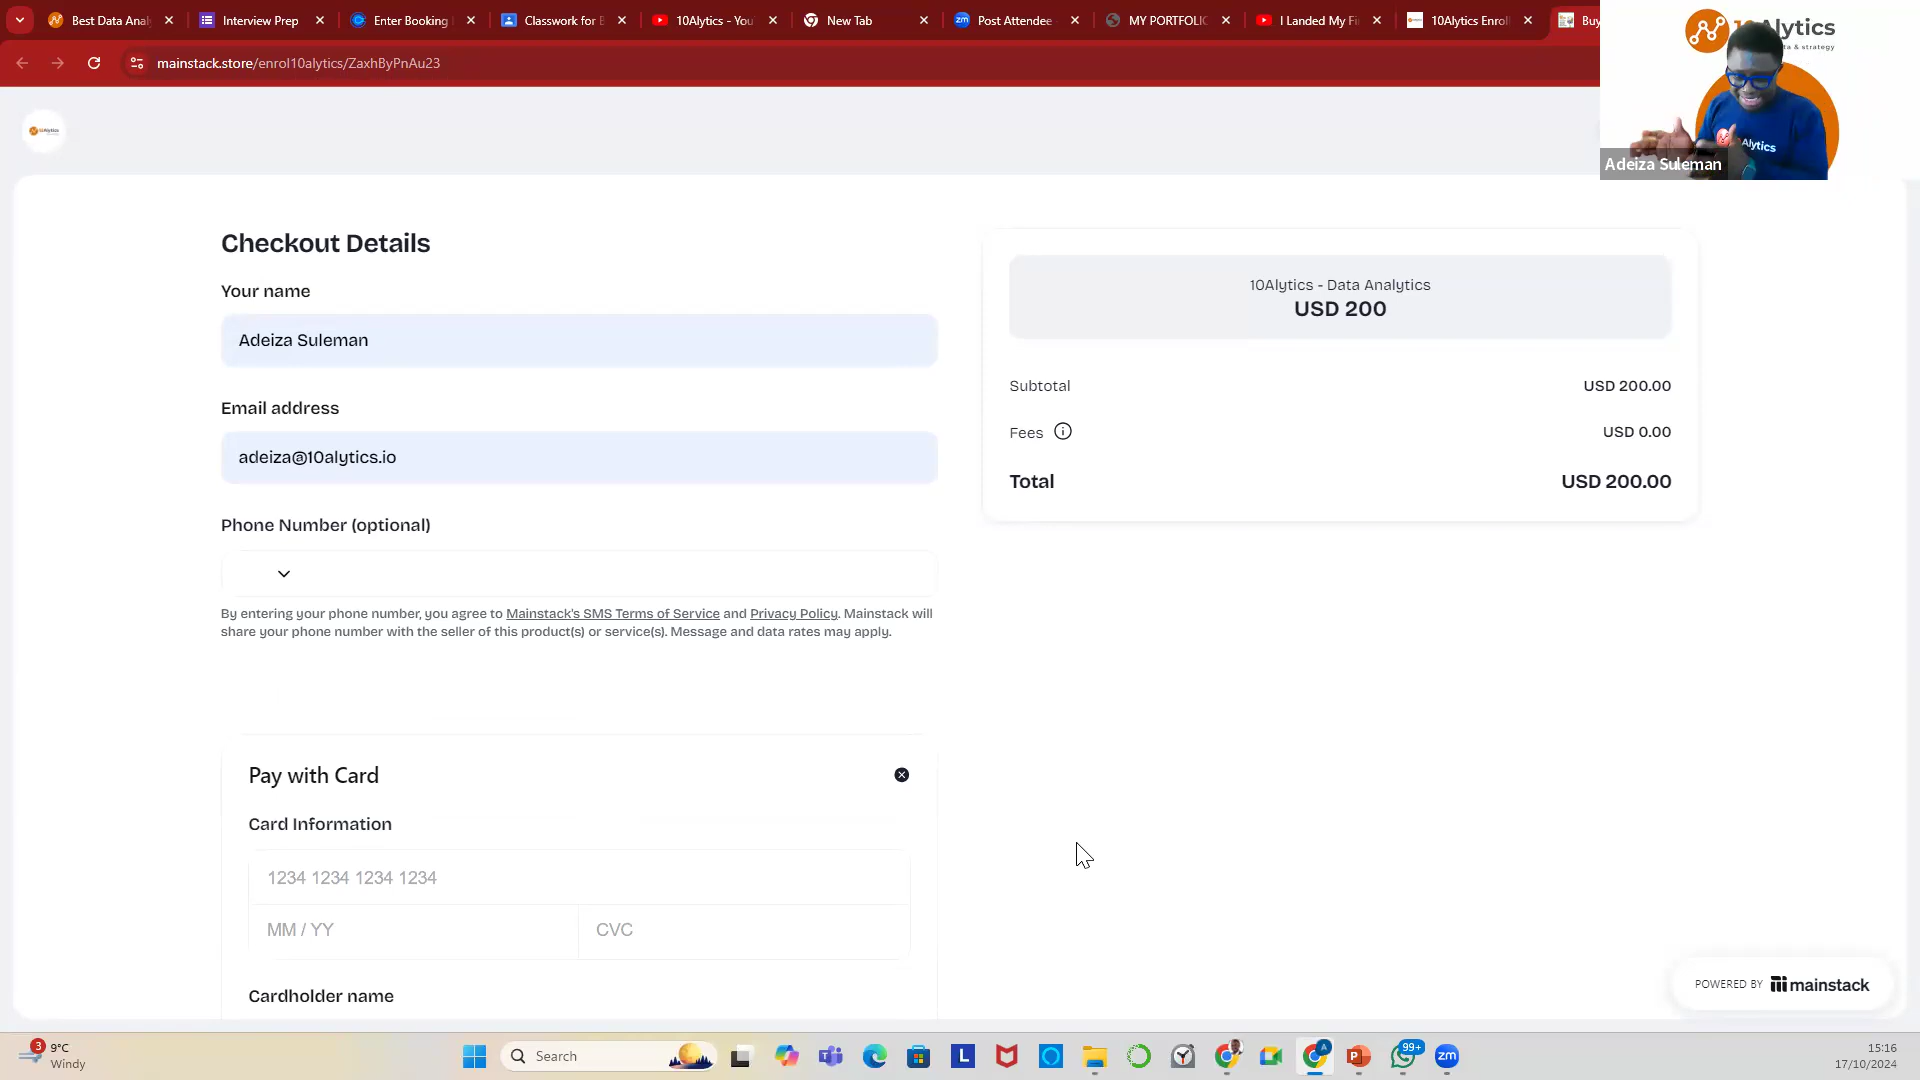 Best Data Anal
Interview Prep
Enter Booking
Classwork for B
10Alytics - You
New Tab
Post Attendee
MY PORTFOLIO
I Landed My Fi
10Alytics Enrol
Buy
mainstack.store/enrol10alytics/ZaxhByPnAu23
10Alytics
ta & strategy
10Alytics
Adeiza Suleman
Checkout Details
Your name
Adeiza Suleman
Email address
adeiza@10alytics.io
Phone Number (optional)
By entering your phone number, you agree to Mainstack's SMS Terms of Service and Privacy Policy. Mainstack will
share your phone number with the seller of this product(s) or service(s). Message and data rates may apply.
Pay with Card
Card Information
1234 1234 1234 1234
MM / YY
CVC
Cardholder name
10Alytics - Data Analytics
USD 200
Subtotal
USD 200.00
Fees
USD 0.00
Total
USD 200.00
POWERED BY mainstack
3
9°C
Windy
Search
L
A
P
99+
zm
15:16
17/10/2024